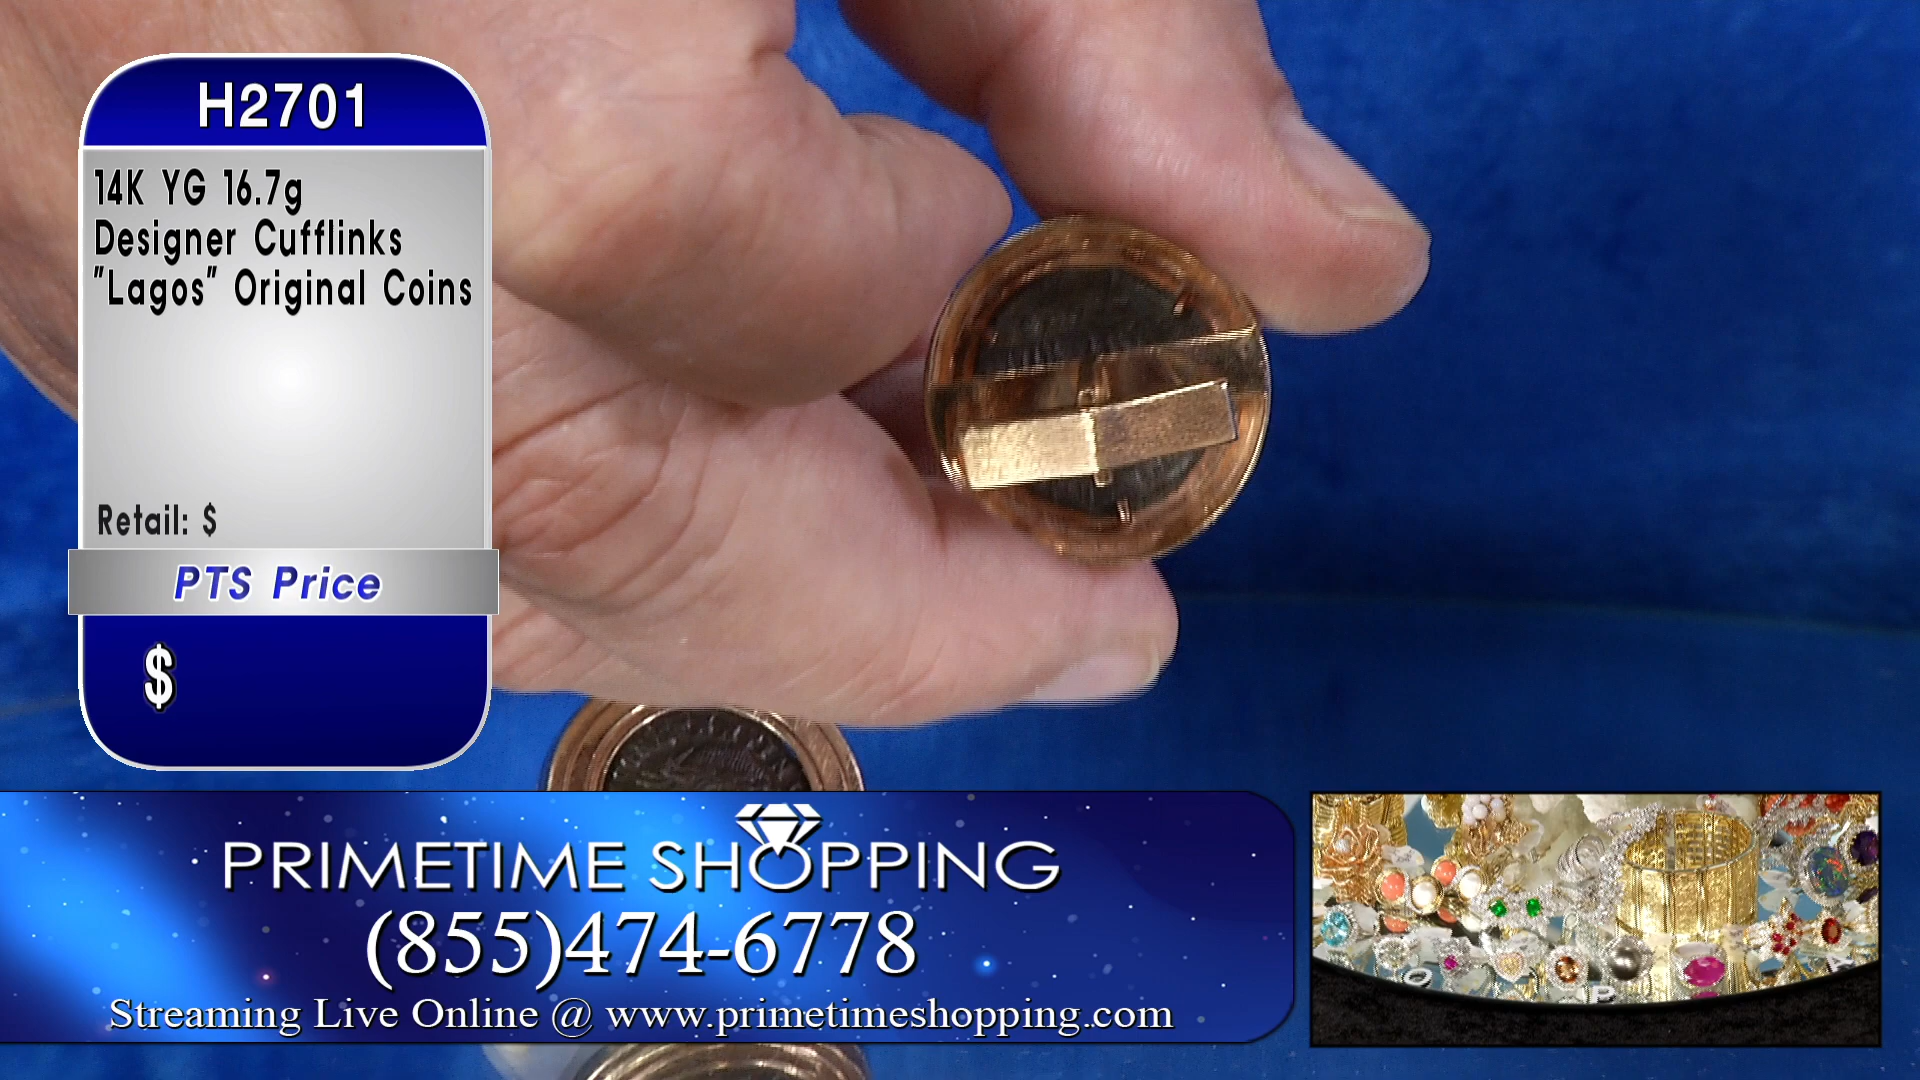 H2701
14K YG 16.7g
Designer Cufflinks
"Lagos" Original Coins
Retail: $
PTS Price
$
PRIMETIME SHOPPING
(855)474-6778
Streaming Live Online @ www.primetimeshopping.com